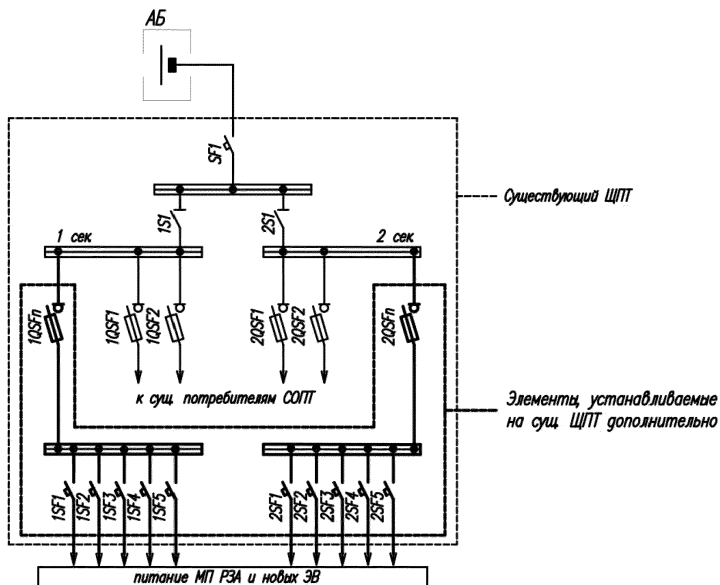 АБ
SF1
Существующий ЩПТ
1S1
2S1
1 сек.
2 сек.
1QSFn
1QSF1
1QSF2
2QSF1
2QSF2
2QSFn
к сущ. потребителям СОПТ
Элементы, устанавливаемые
на сущ. ЩПТ дополнительно
1SF1
1SF2
1SF3
1SF4
1SF5
2SF1
2SF2
2SF3
2SF4
2SF5
питание МП РЗА и новых ЭВ